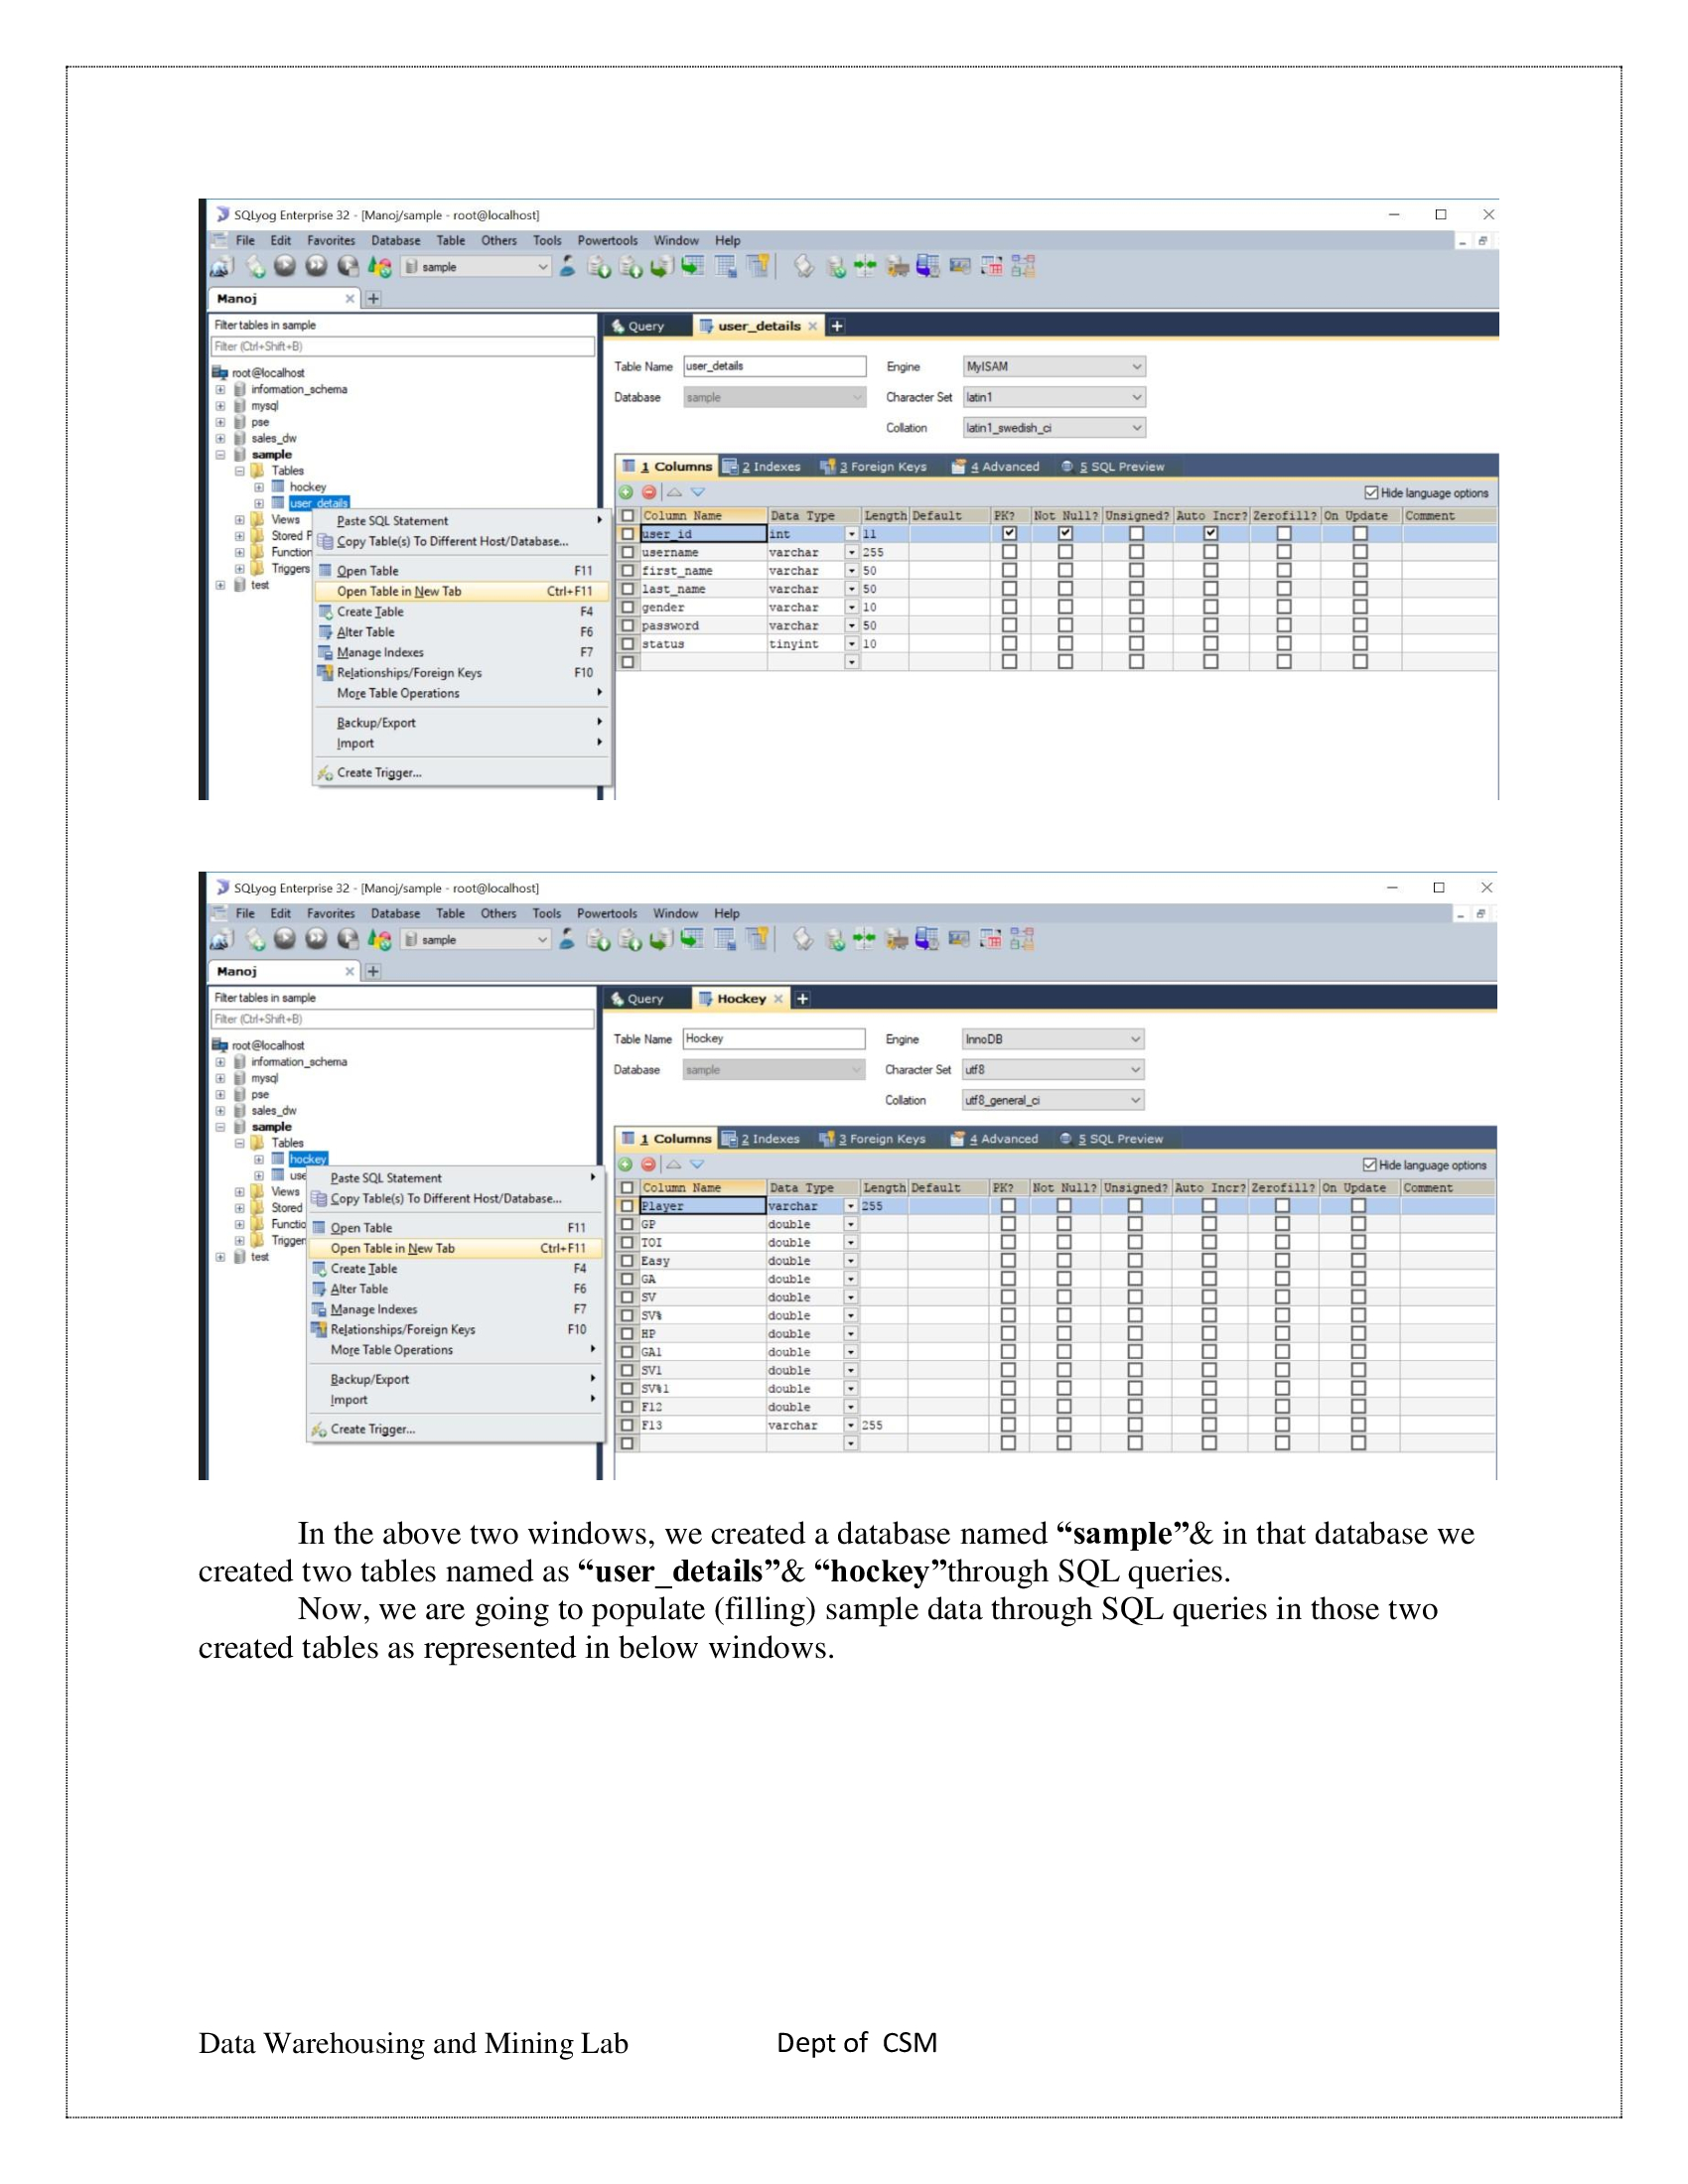 SQLyog Enterprise 32 - [Manoj/sample - root@localhost]
File Edit Favorites Database Table Others Tools Powertools Window Help
sample
Manoj
Filter tables in sample
Filter (Ctrl+Shift+B)
root@localhost
information_schema
mysql
pse
sales_dw
sample
Tables
hockey
user_details
Views
Stored P
Function
Triggers
test
Paste SQL Statement
Copy Table(s) To Different Host/Database...
Open Table F11
Open Table in New Tab Ctrl+F11
Create Table F4
Alter Table F6
Manage Indexes F7
Relationships/Foreign Keys F10
More Table Operations
Backup/Export
Import
Create Trigger...
Query user_details
Table Name user_details Engine MyISAM
Database sample Character Set latin1
Collation latin1_swedish_ci
1 Columns 2 Indexes 3 Foreign Keys 4 Advanced 5 SQL Preview
Hide language options
Column Name Data Type Length Default PK? Not Null? Unsigned? Auto Incr? Zerofill? On Update Comment
user_id int 11
username varchar 255
first_name varchar 50
last_name varchar 50
gender varchar 10
password varchar 50
status tinyint 10
SQLyog Enterprise 32 - [Manoj/sample - root@localhost]
File Edit Favorites Database Table Others Tools Powertools Window Help
sample
Manoj
Filter tables in sample
Filter (Ctrl+Shift+B)
root@localhost
information_schema
mysql
pse
sales_dw
sample
Tables
hockey
use
Views
Stored
Functio
Trigger
test
Paste SQL Statement
Copy Table(s) To Different Host/Database...
Open Table F11
Open Table in New Tab Ctrl+F11
Create Table F4
Alter Table F6
Manage Indexes F7
Relationships/Foreign Keys F10
More Table Operations
Backup/Export
Import
Create Trigger...
Query Hockey
Table Name Hockey Engine InnoDB
Database sample Character Set utf8
Collation utf8_general_ci
1 Columns 2 Indexes 3 Foreign Keys 4 Advanced 5 SQL Preview
Hide language options
Column Name Data Type Length Default PK? Not Null? Unsigned? Auto Incr? Zerofill? On Update Comment
Player varchar 255
GP double
TOI double
Easy double
GA double
SV double
SV% double
HP double
GA1 double
SV1 double
SV%1 double
F12 double
F13 varchar 255
In the above two windows, we created a database named “sample”& in that database we
created two tables named as “user_details”& “hockey”through SQL queries.
Now, we are going to populate (filling) sample data through SQL queries in those two
created tables as represented in below windows.
Data Warehousing and Mining Lab Dept of CSM